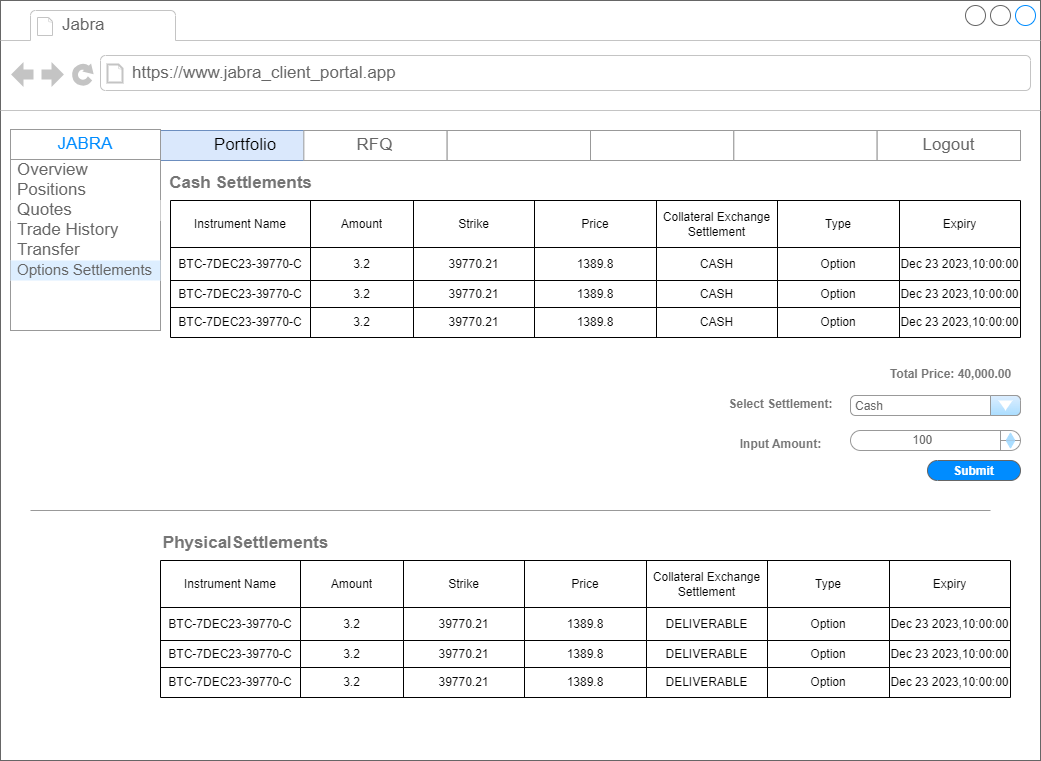 Jabra
https://www.jabra_client_portal.app
JABRA Portfolio RFQ Logout
Overview
Positions
Quotes
Trade History
Transfer
Options Settlements
Cash Settlements
Instrument Name Amount Strike Price Collateral Exchange Settlement Type Expiry
BTC-7DEC23-39770-C 3.2 39770.21 1389.8 CASH Option Dec 23 2023,10:00:00
BTC-7DEC23-39770-C 3.2 39770.21 1389.8 CASH Option Dec 23 2023,10:00:00
BTC-7DEC23-39770-C 3.2 39770.21 1389.8 CASH Option Dec 23 2023,10:00:00
Total Price: 40,000.00
Select Settlement: Cash
Input Amount: 100
Submit
PhysicalSettlements
Instrument Name Amount Strike Price Collateral Exchange Settlement Type Expiry
BTC-7DEC23-39770-C 3.2 39770.21 1389.8 DELIVERABLE Option Dec 23 2023,10:00:00
BTC-7DEC23-39770-C 3.2 39770.21 1389.8 DELIVERABLE Option Dec 23 2023,10:00:00
BTC-7DEC23-39770-C 3.2 39770.21 1389.8 DELIVERABLE Option Dec 23 2023,10:00:00